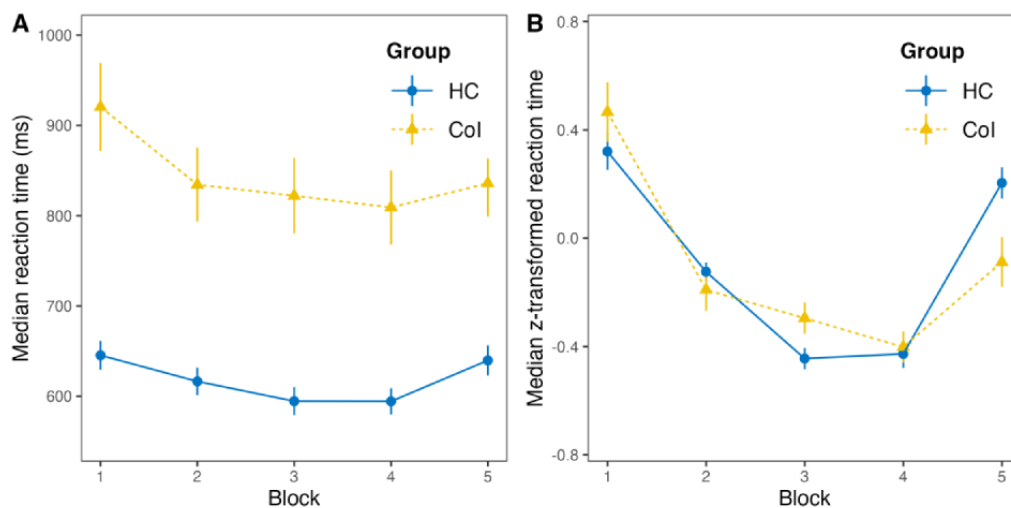 A
Median reaction time (ms)
1000
900
800
700
600
Group
HC
CoI
1 2 3 4 5
Block
B
Median z-transformed reaction time
0.8
0.4
0.0
-0.4
-0.8
Group
HC
CoI
1 2 3 4 5
Block